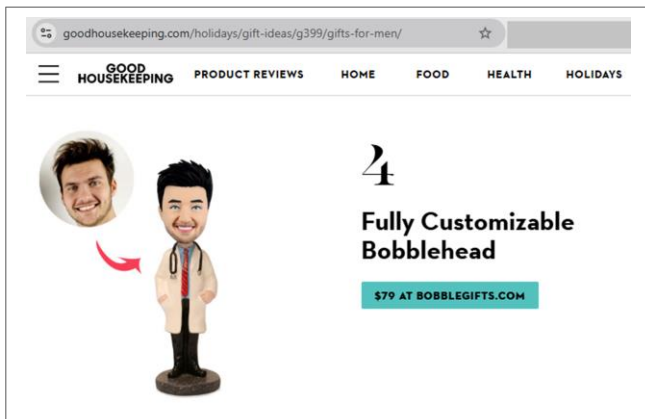 goodhousekeeping.com/holidays/gift-ideas/g399/gifts-for-men/
GOOD
HOUSEKEEPING
PRODUCT REVIEWS HOME FOOD HEALTH HOLIDAYS
4
Fully Customizable
Bobblehead
$79 AT BOBBLEGIFTS.COM